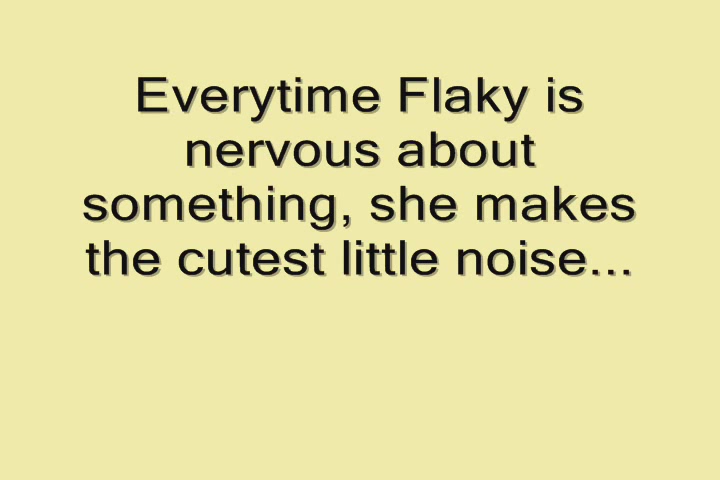 Everytime Flaky is
nervous about
something, she makes
the cutest little noise...